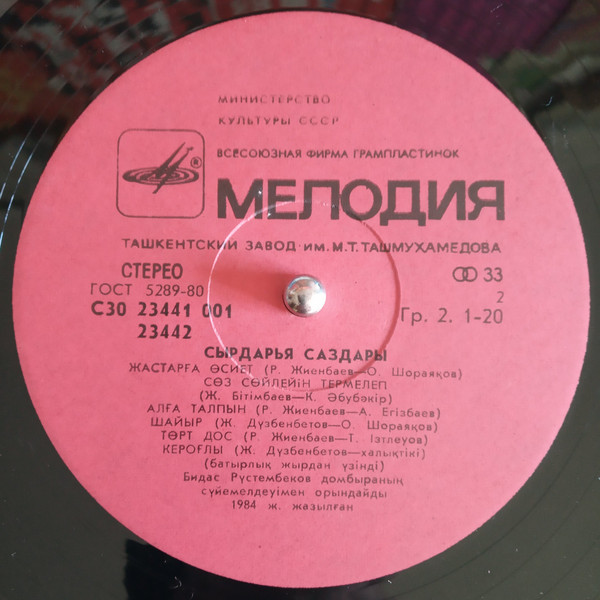 МИНИСТЕРСТВО
КУЛЬТУРЫ СССР
ВСЕСОЮЗНАЯ ФИРМА ГРАМПЛАСТИНОК
®
МЕЛОДИЯ
ТАШКЕНТСКИЙ ЗАВОД ИМ. М.Т. ТАШМУХАМЕДОВА
СТЕРЕО
33
ГОСТ 5289-80
2
С30 23441 001
Гр. 2. 1-20
23442
СЫРДАРЬЯ САЗДАРЫ
ЖАСТАРҒА ӨСИЕТ (Р. Жиенбаев—О. Шораяқов)
СӨЗ СӨЙЛЕЙІН ТЕРМЕЛЕП
(Ж. Бітімбаев—К. Әбубәкір)
АЛҒА ТАЛПЫН (Р. Жиенбаев—А. Егізбаев)
ШАЙЫР (Ж. Дүзбенбетов—О. Шораяқов)
ТӨРТ ДОС (Р. Жиенбаев—Т. Ізтлеуов)
КЕРОҒЛЫ (Ж. Дүзбенбетов—халықтікі)
(батырлық жырдан үзінді)
Бидас Рүстембеков домбыраның
сүйемелдеуімен орындайды
1984 ж. жазылған